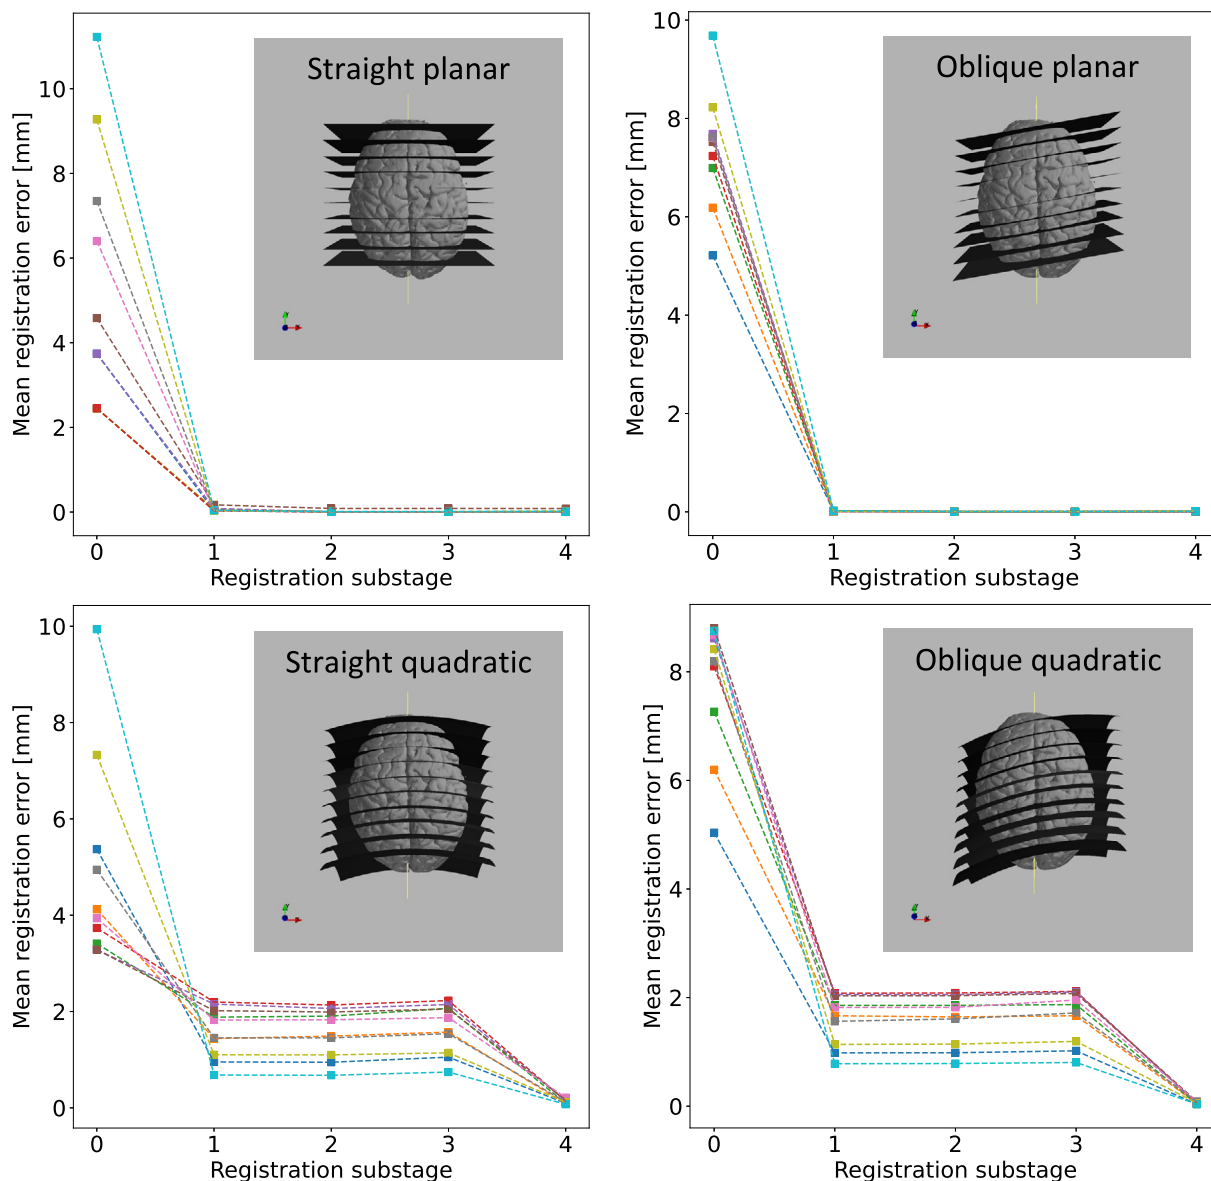 Straight planar
Mean registration error [mm]
10
8
6
4
2
0
0 1 2 3 4
Registration substage
Oblique planar
Mean registration error [mm]
10
8
6
4
2
0
0 1 2 3 4
Registration substage
Straight quadratic
Mean registration error [mm]
10
8
6
4
2
0
0 1 2 3 4
Registration substage
Oblique quadratic
Mean registration error [mm]
8
6
4
2
0
0 1 2 3 4
Registration substage